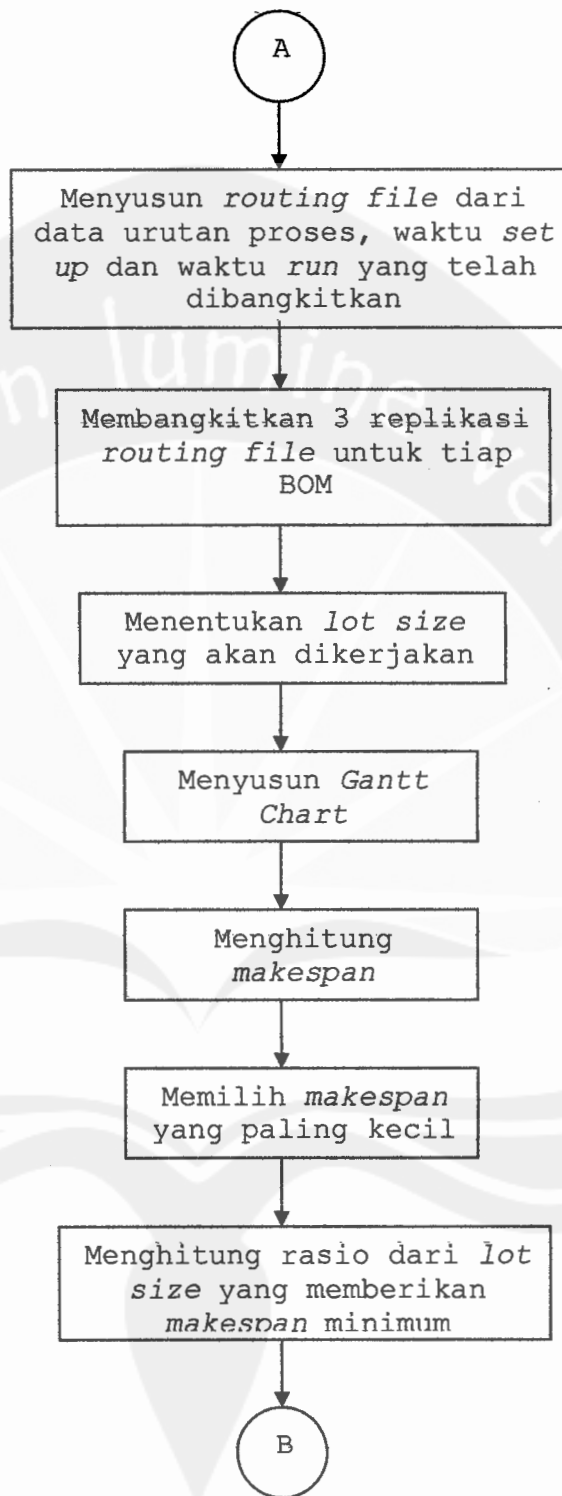 A
Menyusun routing file dari
data urutan proses, waktu set
up dan waktu run yang telah
dibangkitkan
Membangkitkan 3 replikasi
routing file untuk tiap
BOM
Menentukan lot size
yang akan dikerjakan
Menyusun Gantt
Chart
Menghitung
makespan
Memilih makespan
yang paling kecil
Menghitung rasio dari lot
size yang memberikan
makespan minimum
B
lumine